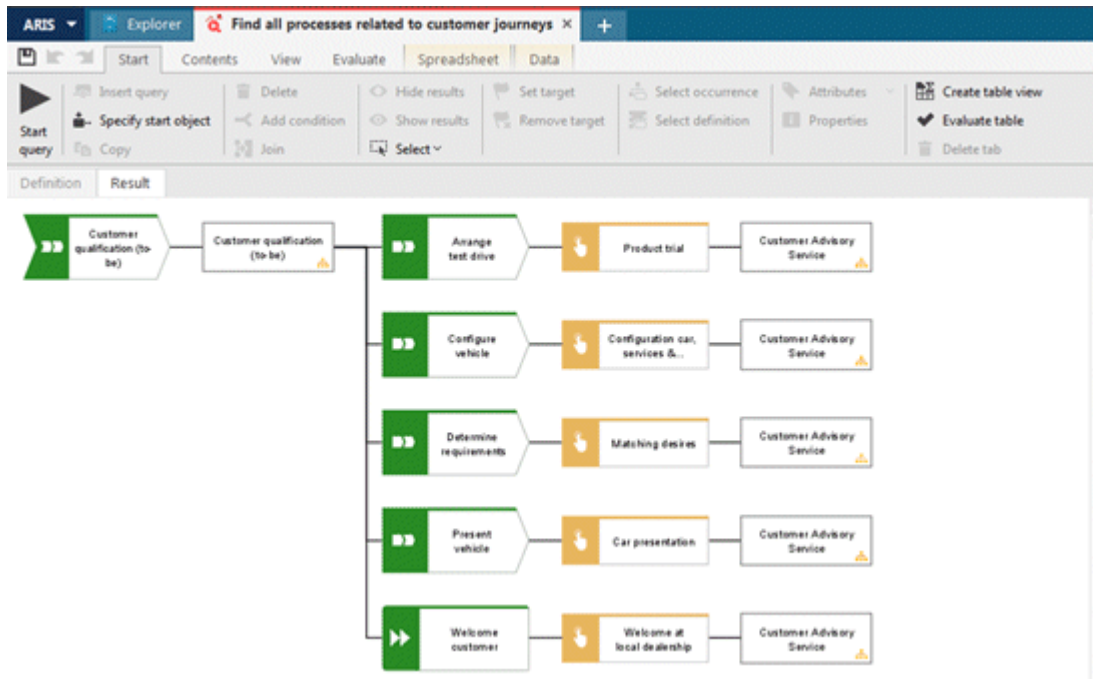 ARIS
Explorer
Find all processes related to customer journeys
Start
Contents
View
Evaluate
Spreadsheet
Data
Start
query
Insert query
Specify start object
Copy
Delete
Add condition
Join
Hide results
Show results
Select
Set target
Remove target
Select occurrence
Select definition
Attributes
Properties
Create table view
Evaluate table
Delete tab
Definition
Result
Customer
qualification (to-
be)
Customer qualification
(to-be)
Arrange
test drive
Product trial
Customer Advisory
Service
Configure
vehicle
Configuration car,
services &...
Customer Advisory
Service
Determine
requirements
Matching desires
Customer Advisory
Service
Present
vehicle
Car presentation
Customer Advisory
Service
Welcome
customer
Welcome at
local dealership
Customer Advisory
Service